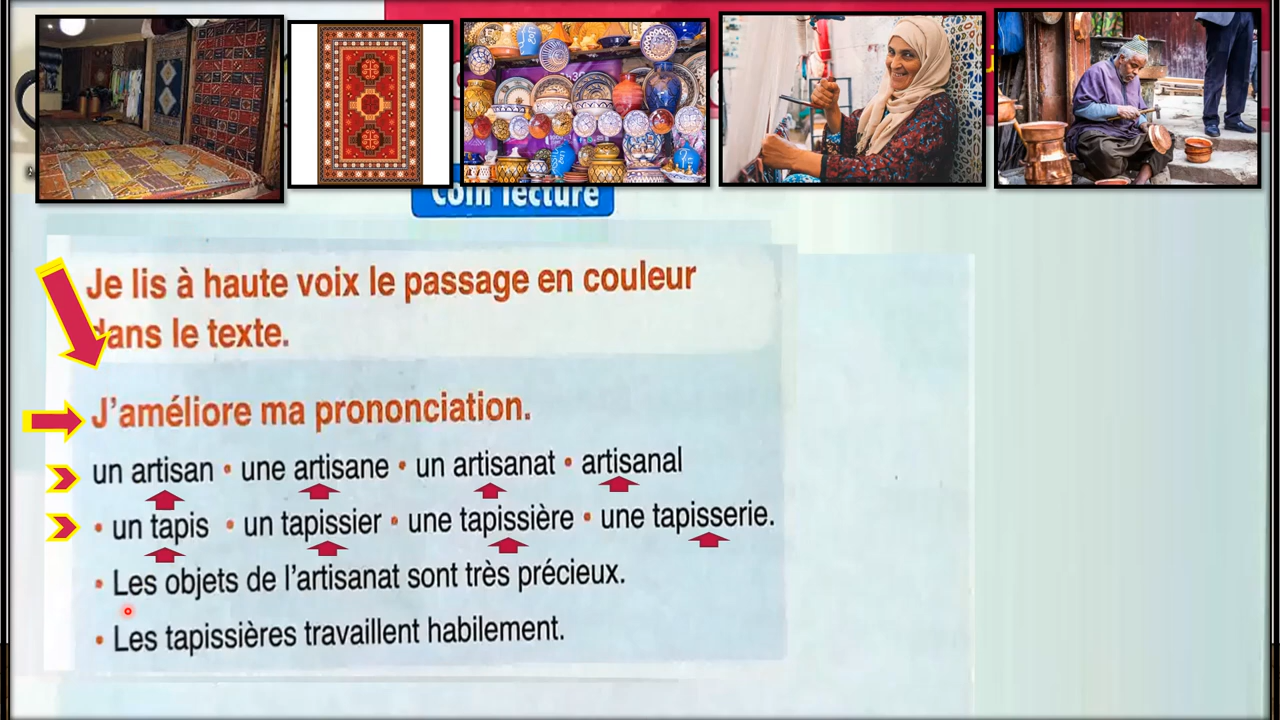 Coin lecture
Je lis à haute voix le passage en couleur
dans le texte.
J'améliore ma prononciation.
un artisan • une artisane • un artisanat • artisanal
• un tapis • un tapissier • une tapissière • une tapisserie.
• Les objets de l'artisanat sont très précieux.
• Les tapissières travaillent habilement.